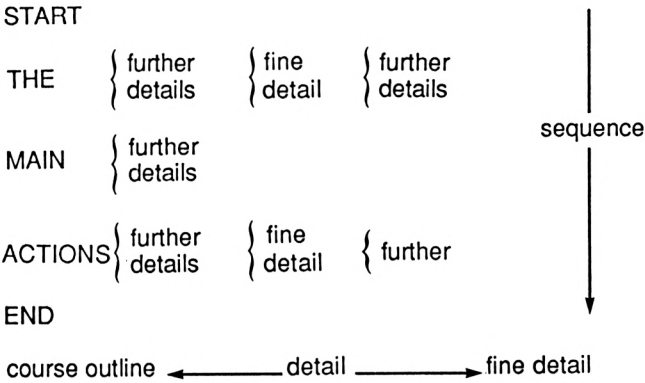 START
THE { further details { fine detail { further details
sequence
MAIN { further details
ACTIONS { further details { fine detail { further
END
course outline detail fine detail